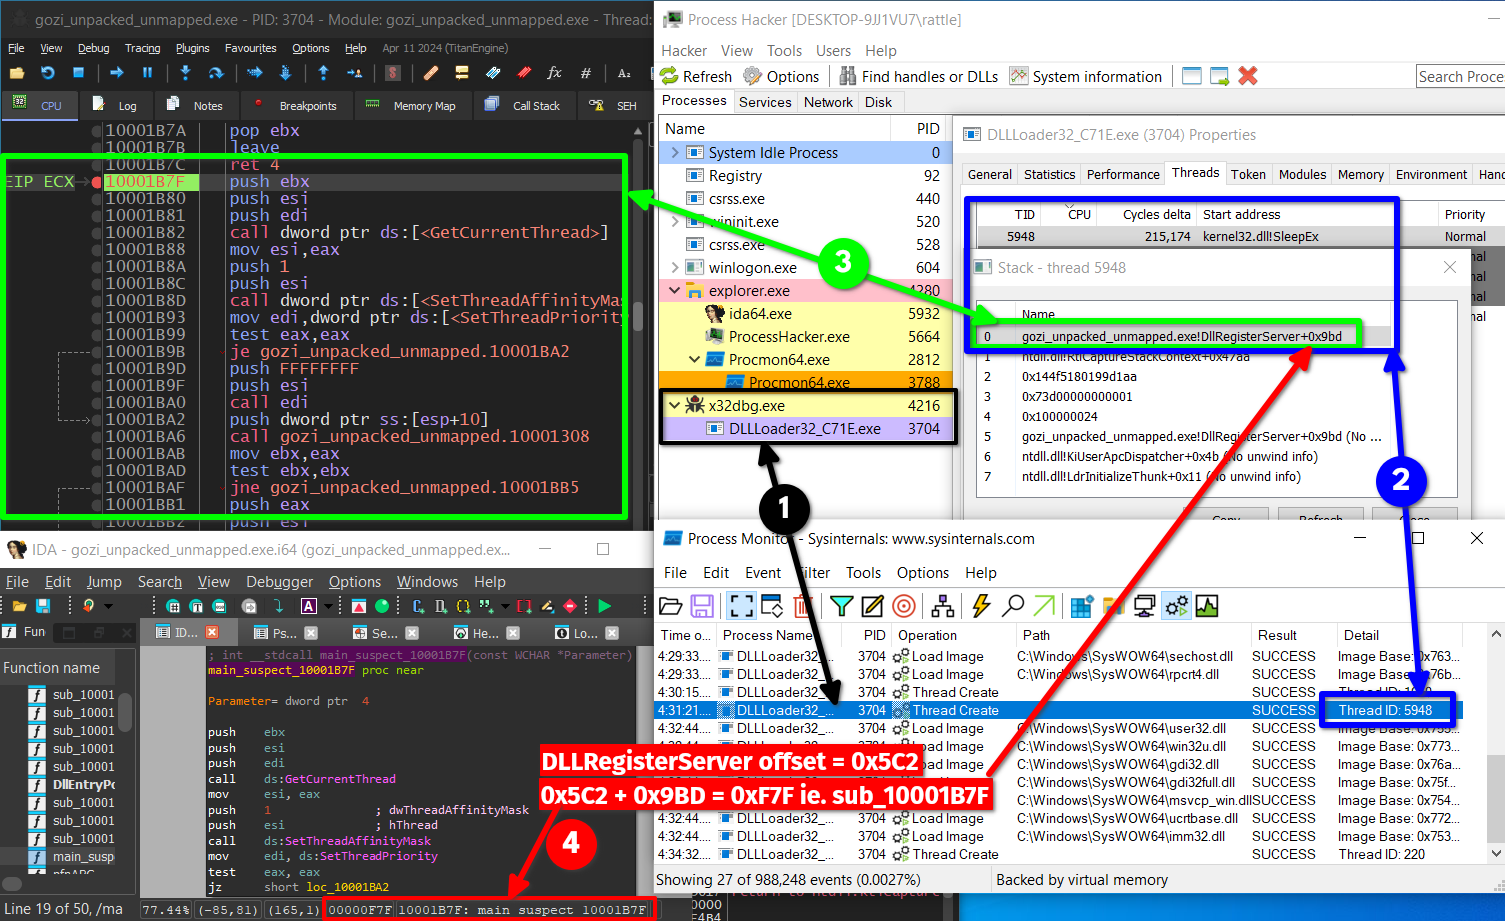 gozi_unpacked_unmapped.exe - PID: 3704 - Module: gozi_unpacked_unmapped.exe - Thread:
File View Debug Tracing Plugins Favourites Options Help Apr 11 2024 (TitanEngine)
CPU Log Notes Breakpoints Memory Map Call Stack SEH
10001B7A pop ebx
10001B7B leave
10001B7C ret 4
EIP ECX 10001B7F push ebx
10001B80 push esi
10001B81 push edi
10001B82 call dword ptr ds:[<GetCurrentThread>]
10001B88 mov esi,eax
10001B8A push 1
10001B8C push esi
10001B8D call dword ptr ds:[<SetThreadAffinityMas
10001B93 mov edi,dword ptr ds:[<SetThreadPriority
10001B99 test eax,eax
10001B9B je gozi_unpacked_unmapped.10001BA2
10001B9D push FFFFFFFF
10001B9F push esi
10001BA0 call edi
10001BA2 push dword ptr ss:[esp+10]
10001BA6 call gozi_unpacked_unmapped.10001308
10001BAB mov ebx,eax
10001BAD test ebx,ebx
10001BAF jne gozi_unpacked_unmapped.10001BB5
10001BB1 push eax
10001BB2 push esi
Process Hacker [DESKTOP-9JJ1VU7\rattle]
Hacker View Tools Users Help
Refresh Options Find handles or DLLs System information Search Proce
Processes Services Network Disk
Name PID
System Idle Process 0
Registry 92
csrss.exe 440
wininit.exe 520
csrss.exe 528
winlogon.exe 604
explorer.exe 4280
ida64.exe 5932
ProcessHacker.exe 5664
Procmon64.exe 2812
Procmon64.exe 3788
x32dbg.exe 4216
DLLLoader32_C71E.exe 3704
DLLLoader32_C71E.exe (3704) Properties
General Statistics Performance Threads Token Modules Memory Environment Hand
TID CPU Cycles delta Start address Priority
5948 215,174 kernel32.dll!SleepEx Normal
Stack - thread 5948
Name
0 gozi_unpacked_unmapped.exe!DllRegisterServer+0x9bd
1 ntdll.dll!RtlCaptureStackContext+0x47aa
2 0x144f5180199d1aa
3 0x73d00000000001
4 0x100000024
5 gozi_unpacked_unmapped.exe!DllRegisterServer+0x9bd (No ...
6 ntdll.dll!KiUserApcDispatcher+0x4b (No unwind info)
7 ntdll.dll!LdrInitializeThunk+0x11 (No unwind info)
Copy Refresh Close
3
2
1
IDA - gozi_unpacked_unmapped.exe.i64 (gozi_unpacked_unmapped.ex...
File Edit Jump Search View Debugger Options Windows Help
Fun ID... Ps... Se... He... Lo...
Function name
sub_10001
sub_10001
sub_10001
sub_10001
sub_10001
DllEntryPo
sub_10001
sub_10001
sub_10001
main_susp
nfnAPC
; int __stdcall main_suspect_10001B7F(const WCHAR *Parameter)
main_suspect_10001B7F proc near
Parameter= dword ptr 4
push ebx
push esi
push edi
call ds:GetCurrentThread
mov esi, eax
push 1 ; dwThreadAffinityMask
push esi ; hThread
call ds:SetThreadAffinityMask
mov edi, ds:SetThreadPriority
test eax, eax
jz short loc_10001BA2
Line 19 of 50, /ma 77.44% (-85,81) (165,1) 00000F7F 10001B7F: main_suspect_10001B7F
DLLRegisterServer offset = 0x5C2
0x5C2 + 0x9BD = 0xF7F ie. sub_10001B7F
4
Process Monitor - Sysinternals: www.sysinternals.com
File Edit Event Filter Tools Options Help
Time o... Process Name PID Operation Path Result Detail
4:29:33.... DLLLoader32_... 3704 Load Image C:\Windows\SysWOW64\sechost.dll SUCCESS Image Base: 0x763...
4:29:33.... DLLLoader32_... 3704 Load Image C:\Windows\SysWOW64\rpcrt4.dll SUCCESS Image Base: 0x76b...
4:30:15.... DLLLoader32_... 3704 Thread Create SUCCESS
4:31:21.... DLLLoader32_... 3704 Thread Create SUCCESS Thread ID: 5948
4:32:44.... DLLLoader32_... 3704 Load Image C:\Windows\SysWOW64\user32.dll SUCCESS Image Base: 0x755...
C:\Windows\SysWOW64\win32u.dll SUCCESS Image Base: 0x773...
C:\Windows\SysWOW64\gdi32.dll SUCCESS Image Base: 0x76a...
C:\Windows\SysWOW64\gdi32full.dll SUCCESS Image Base: 0x75f...
C:\Windows\SysWOW64\msvcp_win.dll SUCCESS Image Base: 0x754...
4:32:44.... DLLLoader32_... 3704 Load Image C:\Windows\SysWOW64\ucrtbase.dll SUCCESS Image Base: 0x772...
4:32:44.... DLLLoader32_... 3704 Load Image C:\Windows\SysWOW64\imm32.dll SUCCESS Image Base: 0x753...
4:34:32.... DLLLoader32_... 3704 Thread Create SUCCESS Thread ID: 220
Showing 27 of 988,248 events (0.0027%) Backed by virtual memory